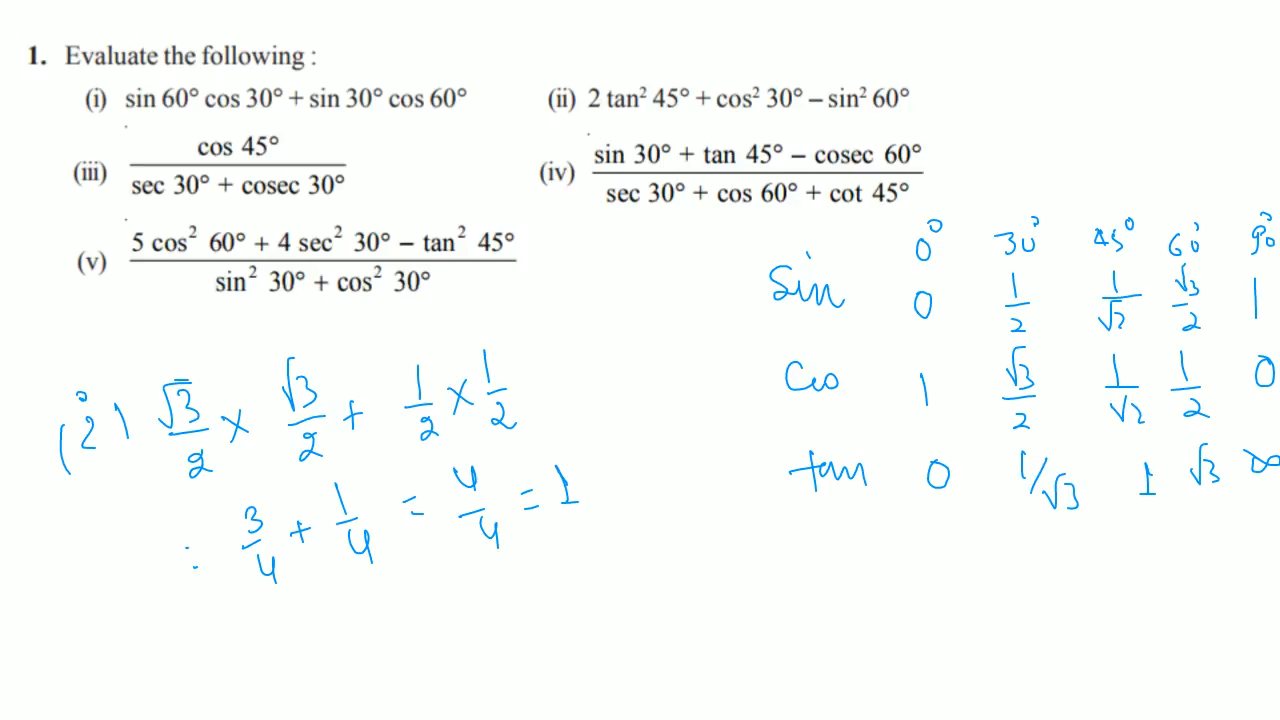 1. Evaluate the following :
(i) sin 60° cos 30° + sin 30° cos 60° (ii) 2 tan² 45° + cos² 30° – sin² 60°
(iii) cos 45° / (sec 30° + cosec 30°) (iv) (sin 30° + tan 45° – cosec 60°) / (sec 30° + cos 60° + cot 45°)
(v) (5 cos² 60° + 4 sec² 30° – tan² 45°) / (sin² 30° + cos² 30°)
0° 30° 45° 60° 90°
Sin 0 1/2 1/√2 √3/2 1
Cos 1 √3/2 1/√2 1/2 0
tan 0 1/√3 1 √3 ∞
(i) √3/2 × √3/2 + 1/2 × 1/2
: 3/4 + 1/4 = 4/4 = 1